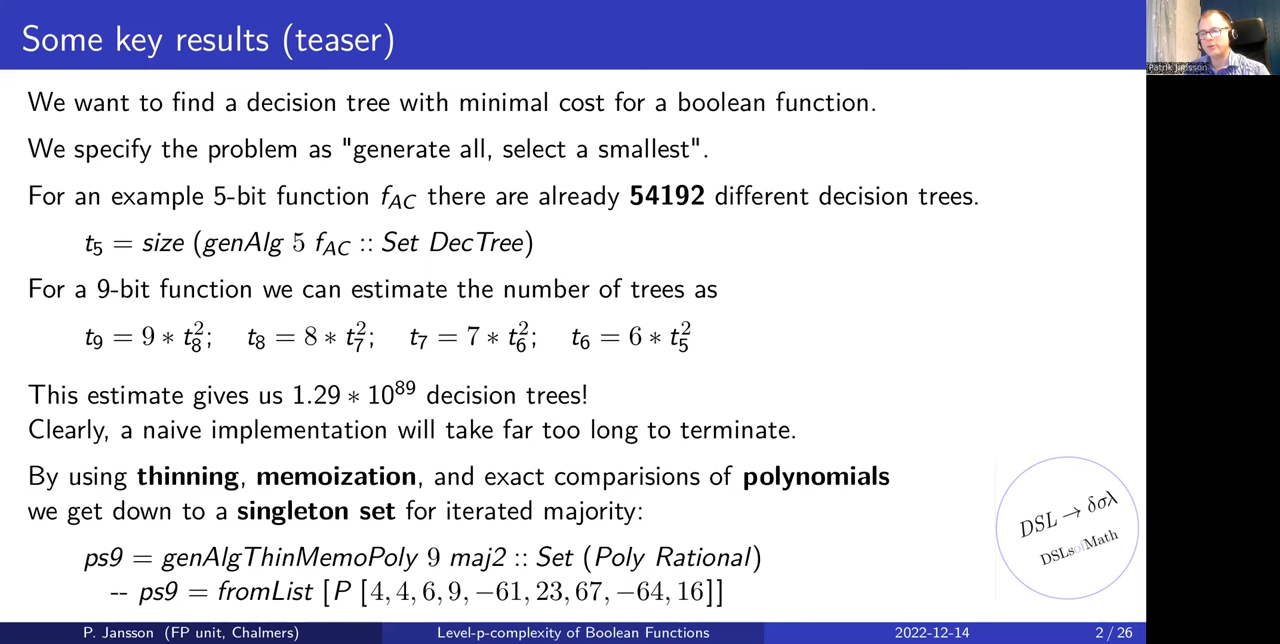 Some key results (teaser)
Patrik Jansson
We want to find a decision tree with minimal cost for a boolean function.
We specify the problem as "generate all, select a smallest".
For an example 5-bit function f_AC there are already 54192 different decision trees.
t_5 = size (genAlg 5 f_AC :: Set DecTree)
For a 9-bit function we can estimate the number of trees as
t_9 = 9 * t_8^2; t_8 = 8 * t_7^2; t_7 = 7 * t_6^2; t_6 = 6 * t_5^2
This estimate gives us 1.29 * 10^89 decision trees!
Clearly, a naive implementation will take far too long to terminate.
By using thinning, memoization, and exact comparisions of polynomials
we get down to a singleton set for iterated majority:
ps9 = genAlgThinMemoPoly 9 maj2 :: Set (Poly Rational)
-- ps9 = fromList [P [4, 4, 6, 9, −61, 23, 67, −64, 16]]
DSL → δσλ
DSLsofMath
P. Jansson (FP unit, Chalmers) Level-p-complexity of Boolean Functions 2022-12-14 2 / 26